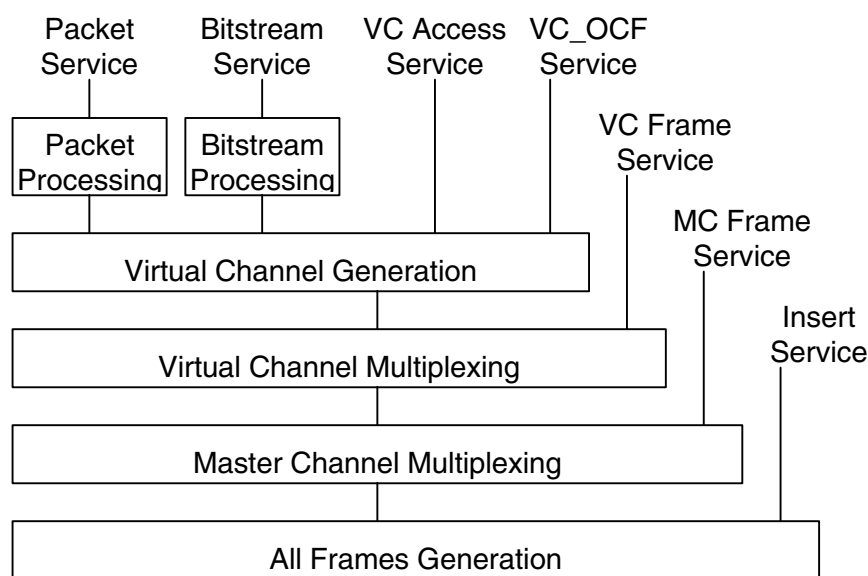 Packet
Service
Bitstream
Service
VC Access
Service
VC_OCF
Service
VC Frame
Service
MC Frame
Service
Insert
Service
Packet
Processing
Bitstream
Processing
Virtual Channel Generation
Virtual Channel Multiplexing
Master Channel Multiplexing
All Frames Generation